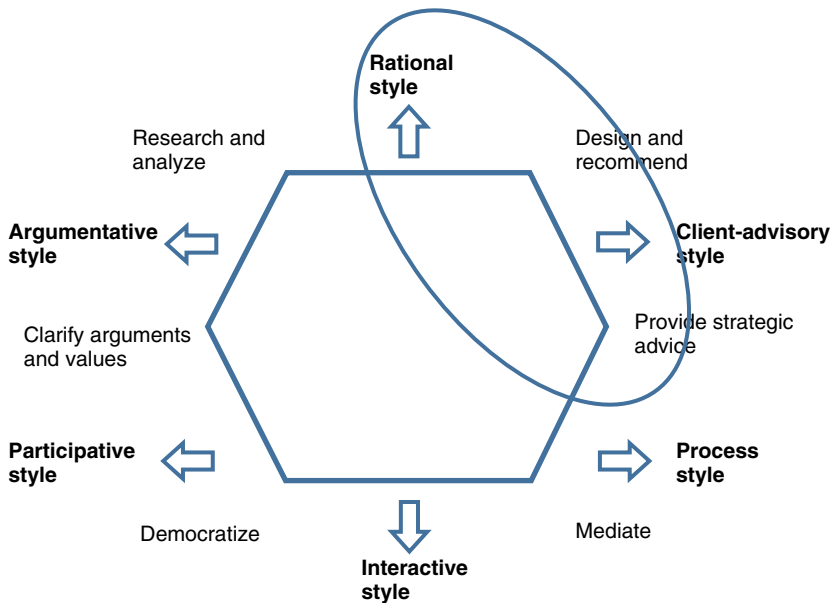 Rational
style
Research and
analyze
Design and
recommend
Argumentative
style
Client-advisory
style
Clarify arguments
and values
Provide strategic
advice
Participative
style
Process
style
Democratize
Mediate
Interactive
style